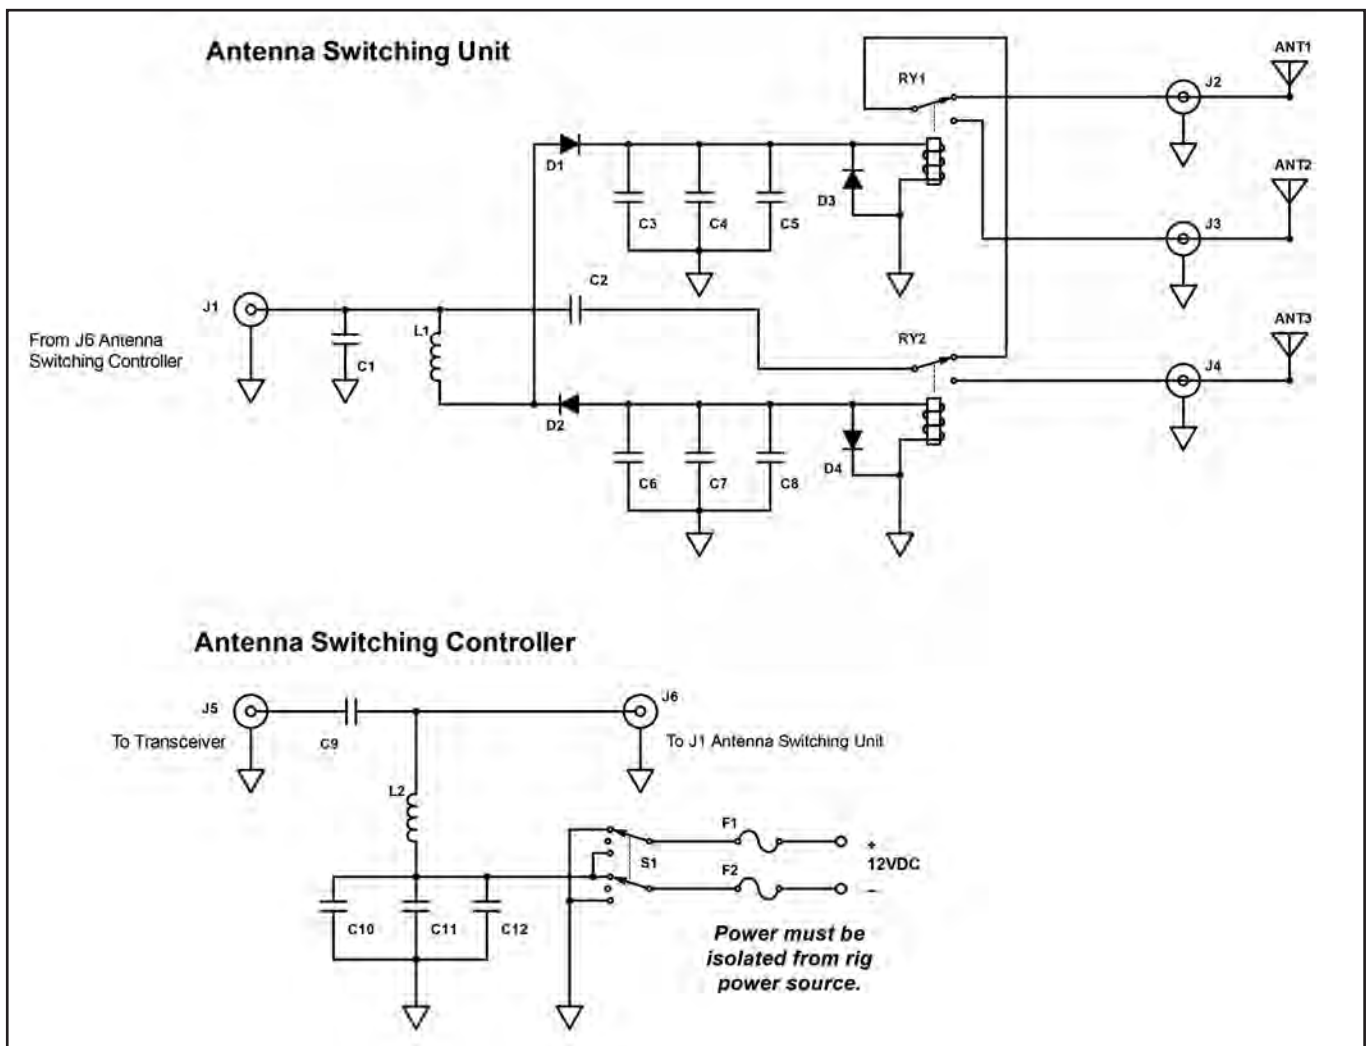 Antenna Switching Unit
ANT1
RY1
J2
D1
ANT2
D3
C3
C4
C5
J3
C2
J1
L1
ANT3
From J6 Antenna
Switching Controller
RY2
C1
J4
D2
D4
C6
C7
C8
Antenna Switching Controller
J5
J6
To Transceiver
C9
To J1 Antenna Switching Unit
L2
F1
+
S1
12VDC
F2
–
C10
C11
C12
Power must be
isolated from rig
power source.